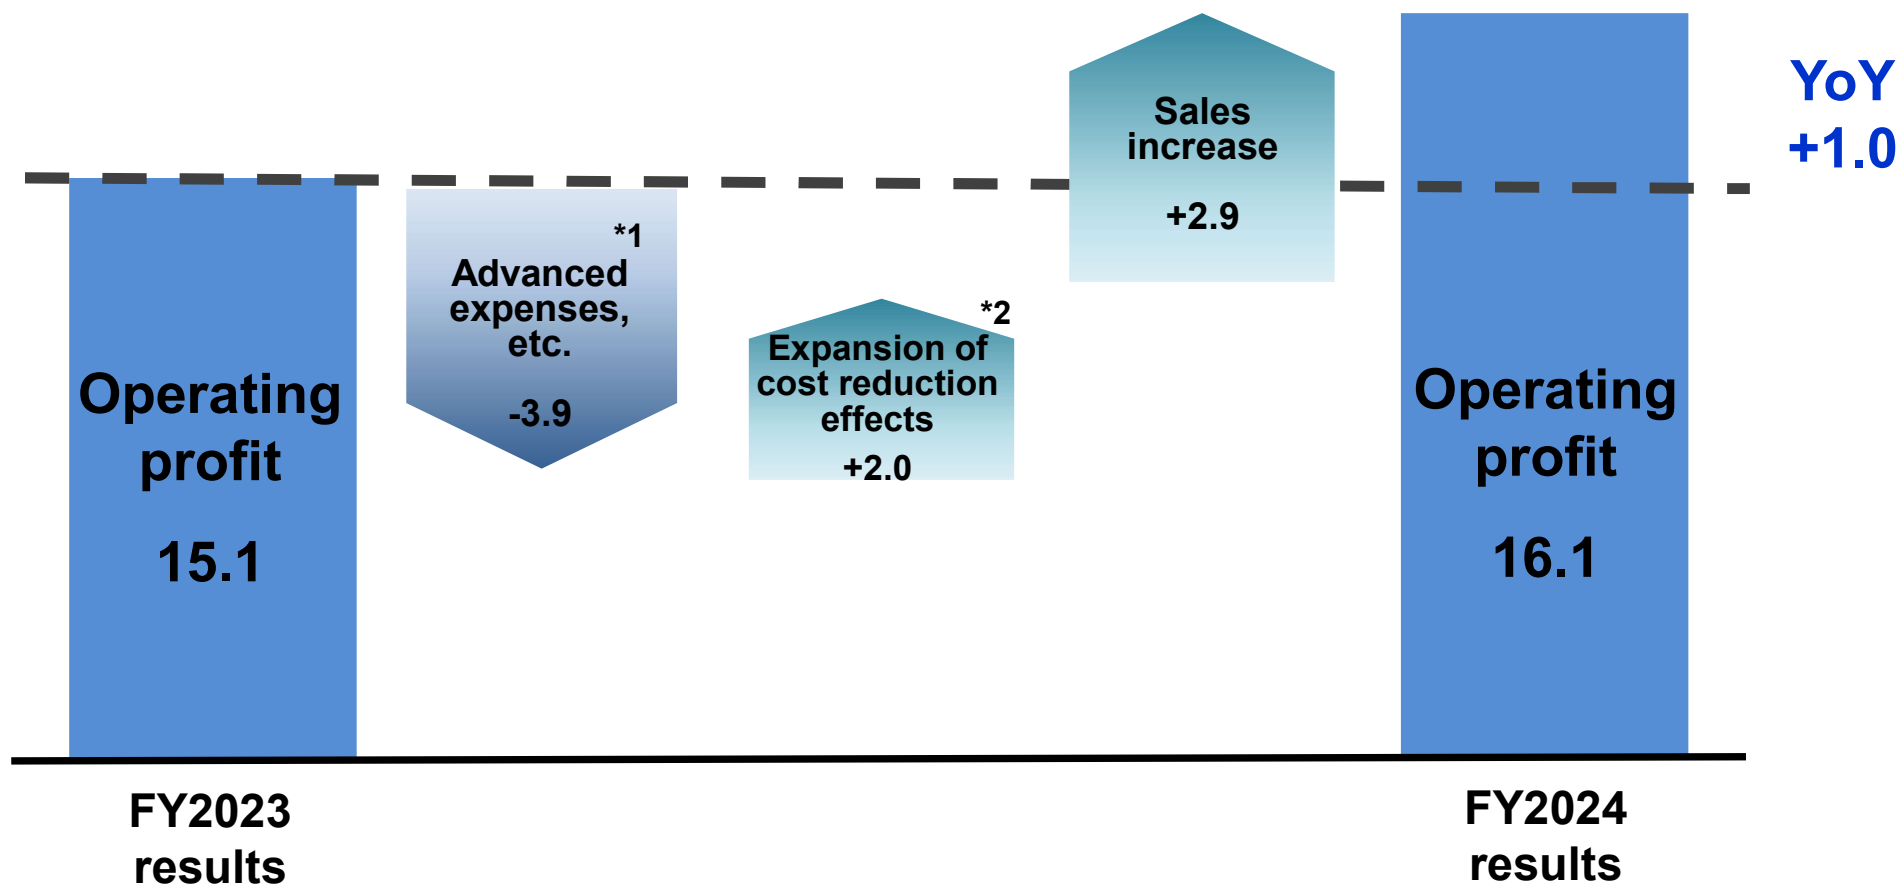 YoY
+1.0
Sales
increase
+2.9
*1
Advanced
expenses,
etc.
-3.9
*2
Expansion of
cost reduction
effects
+2.0
Operating
profit
15.1
Operating
profit
16.1
FY2023
results
FY2024
results